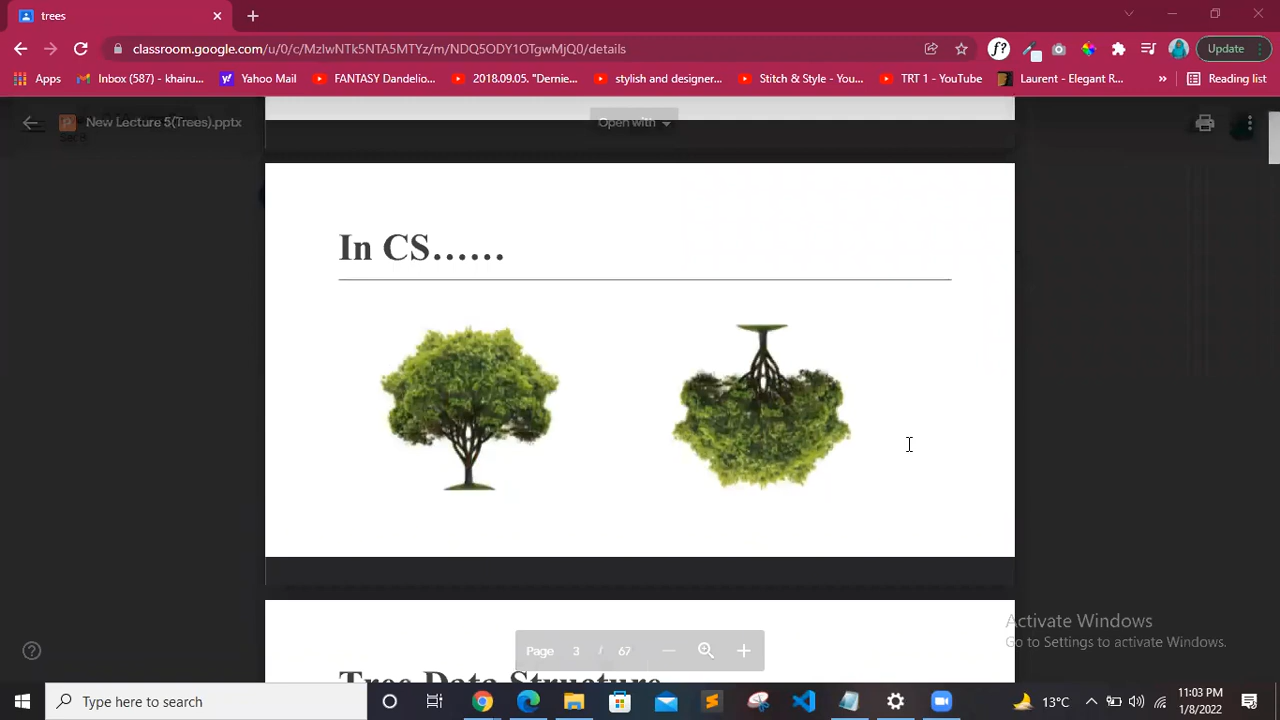 trees
classroom.google.com/u/0/c/MzIwNTk5NTA5MTYz/m/NDQ5ODY1OTgwMjQ0/details
Update
Apps
Inbox (587) - khairu...
Yahoo Mail
FANTASY Dandelio...
2018.09.05. "Dernie...
stylish and designer...
Stitch & Style - You...
TRT 1 - YouTube
Laurent - Elegant R...
»
Reading list
New Lecture 5(Trees).pptx
Open with
In CS……
Tree Data Structure
Page 3 / 67
Activate Windows
Go to Settings to activate Windows.
Type here to search
13°C
11:03 PM
1/8/2022